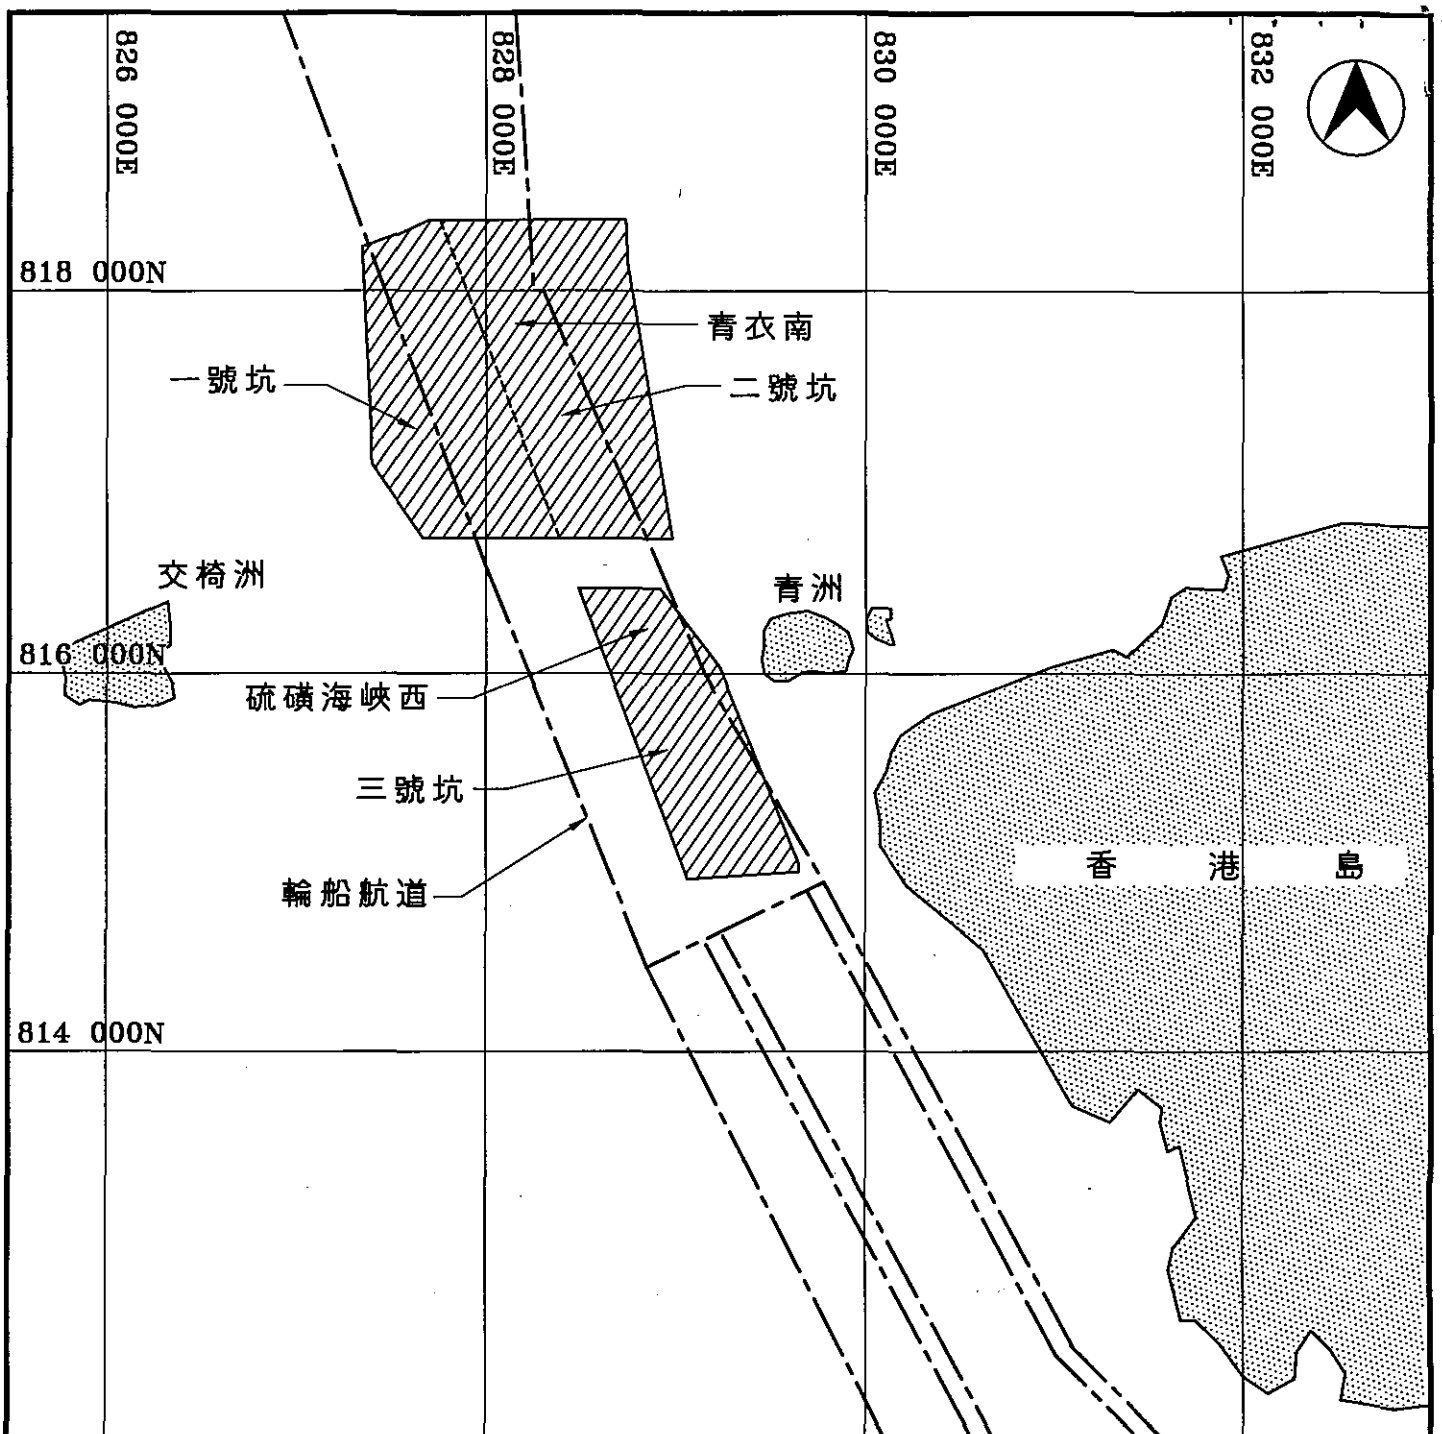 826 000E
828 000E
830 000E
832 000E
818 000N
青衣南
一號坑
二號坑
交椅洲
青洲
816 000N
硫磺海峽西
三號坑
香港島
輪船航道
814 000N